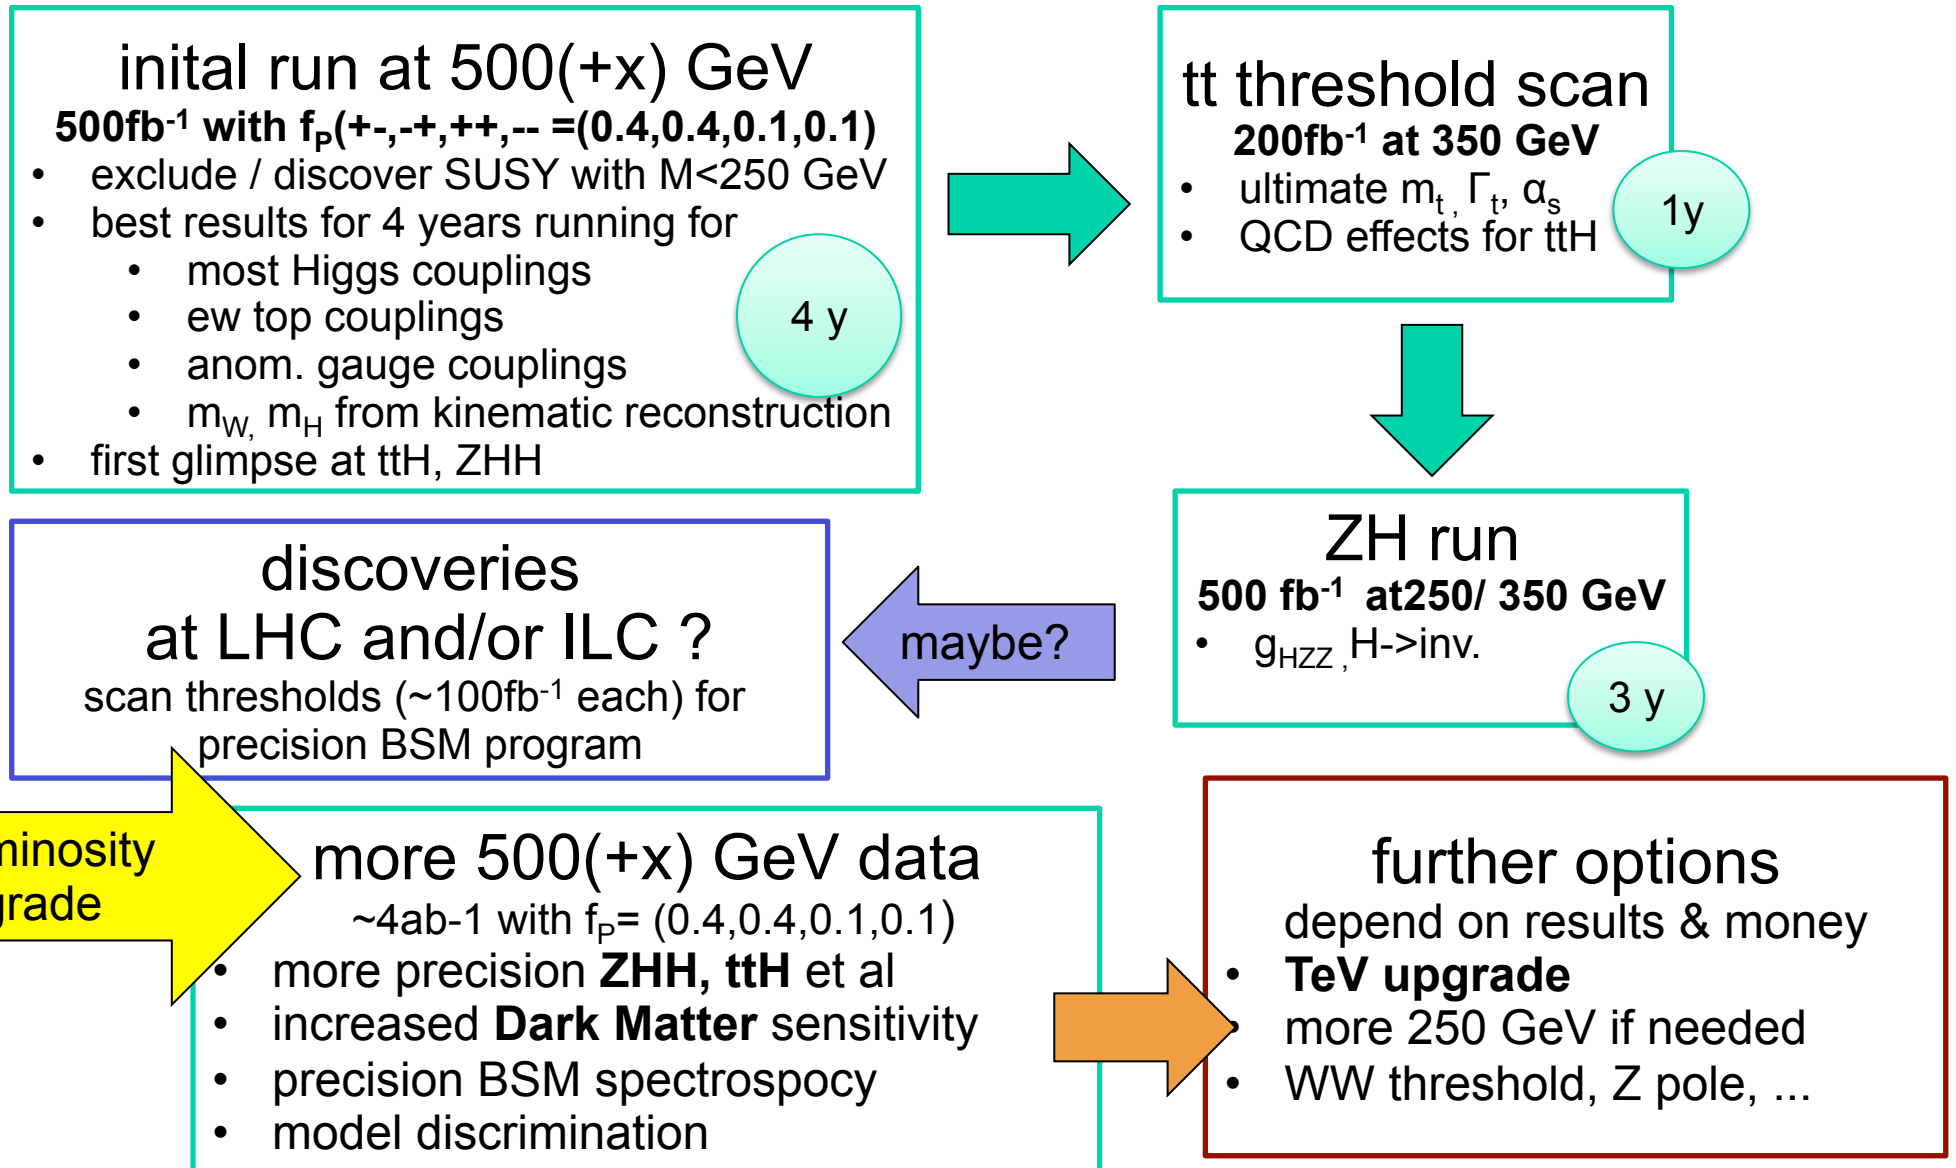 inital run at 500(+x) GeV
500fb-1 with fP(+-,-+,++,-- =(0.4,0.4,0.1,0.1)
• exclude / discover SUSY with M<250 GeV
• best results for 4 years running for
• most Higgs couplings
• ew top couplings
• anom. gauge couplings
• mW, mH from kinematic reconstruction
• first glimpse at ttH, ZHH
4 y
tt threshold scan
200fb-1 at 350 GeV
• ultimate mt , Γt, αs
• QCD effects for ttH
1y
ZH run
500 fb-1 at250/ 350 GeV
• gHZZ ,H->inv.
3 y
maybe?
discoveries
at LHC and/or ILC ?
scan thresholds (~100fb-1 each) for
precision BSM program
minosity
grade
more 500(+x) GeV data
~4ab-1 with fP= (0.4,0.4,0.1,0.1)
• more precision ZHH, ttH et al
• increased Dark Matter sensitivity
• precision BSM spectrospocy
• model discrimination
further options
depend on results & money
• TeV upgrade
• more 250 GeV if needed
• WW threshold, Z pole, ...